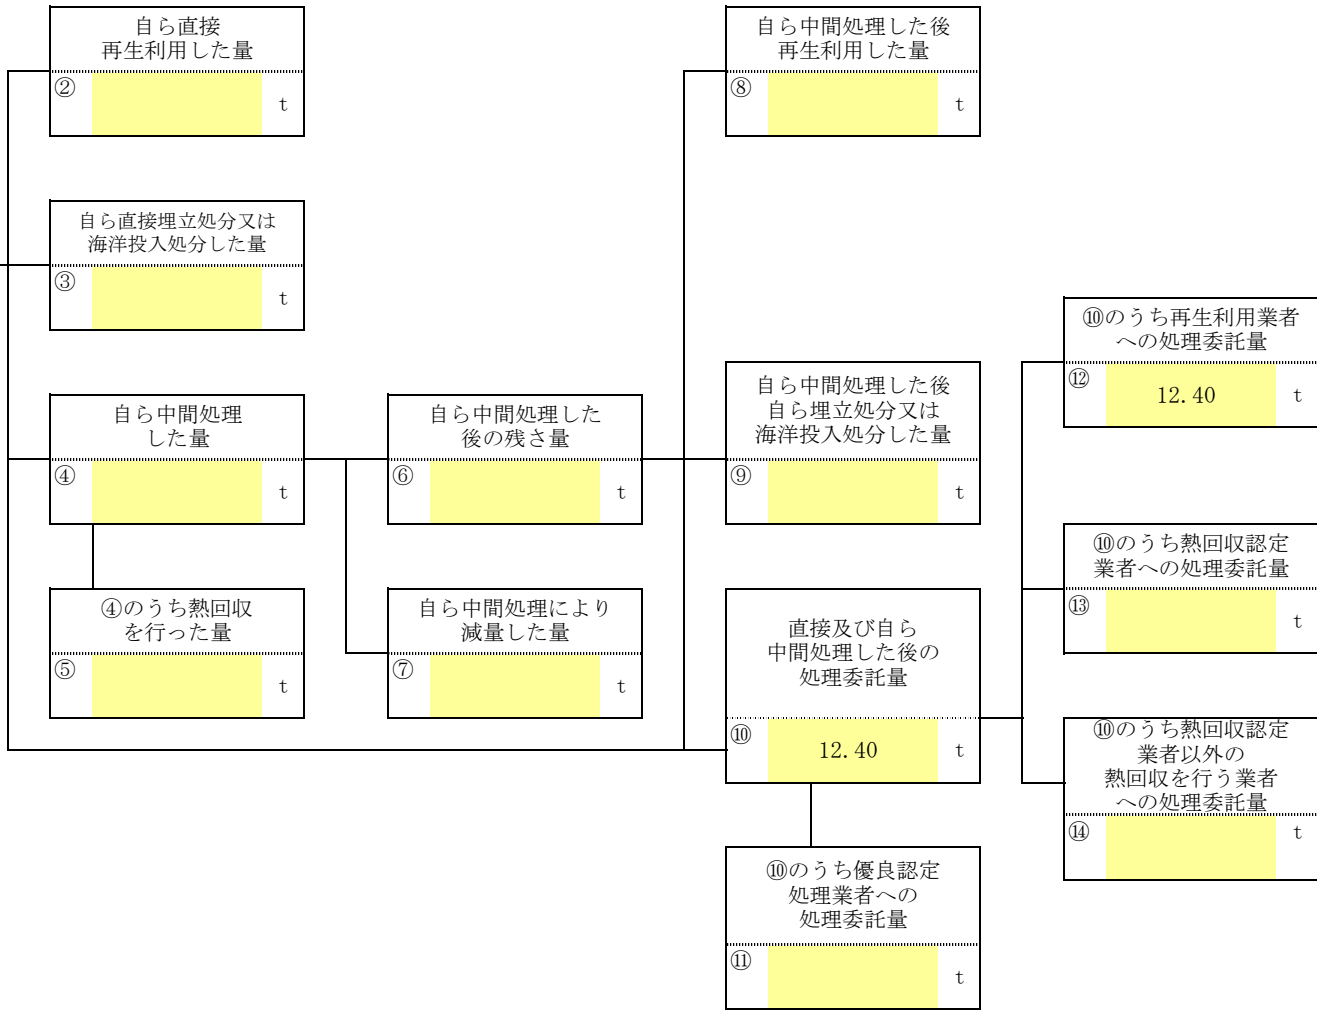 自ら直接
再生利用した量
②
t
自ら中間処理した後
再生利用した量
⑧
t
自ら直接埋立処分又は
海洋投入処分した量
③
t
⑩のうち再生利用業者
への処理委託量
⑫
12.40 t
自ら中間処理
した量
④
t
自ら中間処理した
後の残さ量
⑥
t
自ら中間処理した後
自ら埋立処分又は
海洋投入処分した量
⑨
t
⑩のうち熱回収認定
業者への処理委託量
⑬
t
④のうち熱回収
を行った量
⑤
t
自ら中間処理により
減量した量
⑦
t
直接及び自ら
中間処理した後の
処理委託量
⑩
12.40 t
⑩のうち熱回収認定
業者以外の
熱回収を行う業者
への処理委託量
⑭
t
⑩のうち優良認定
処理業者への
処理委託量
⑪
t